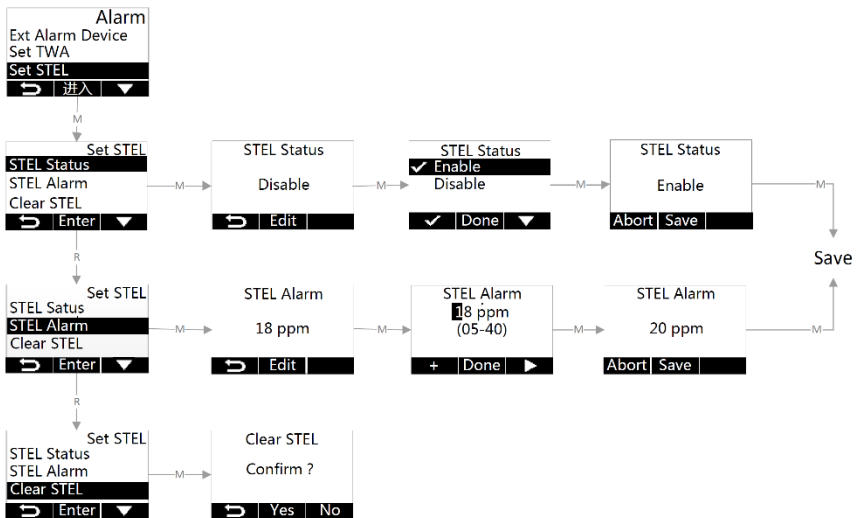 Alarm
Ext Alarm Device
Set TWA
Set STEL
进入
M
Set STEL
STEL Status
STEL Alarm
Clear STEL
Enter
M
STEL Status
Disable
Edit
M
STEL Status
Enable
Disable
Done
M
STEL Status
Enable
Abort Save
M
R
Save
Set STEL
STEL Satus
STEL Alarm
Clear STEL
Enter
M
STEL Alarm
18 ppm
Edit
M
STEL Alarm
18 ppm
(05-40)
+ Done
M
STEL Alarm
20 ppm
Abort Save
M
R
Set STEL
STEL Status
STEL Alarm
Clear STEL
Enter
M
Clear STEL
Confirm ?
Yes No